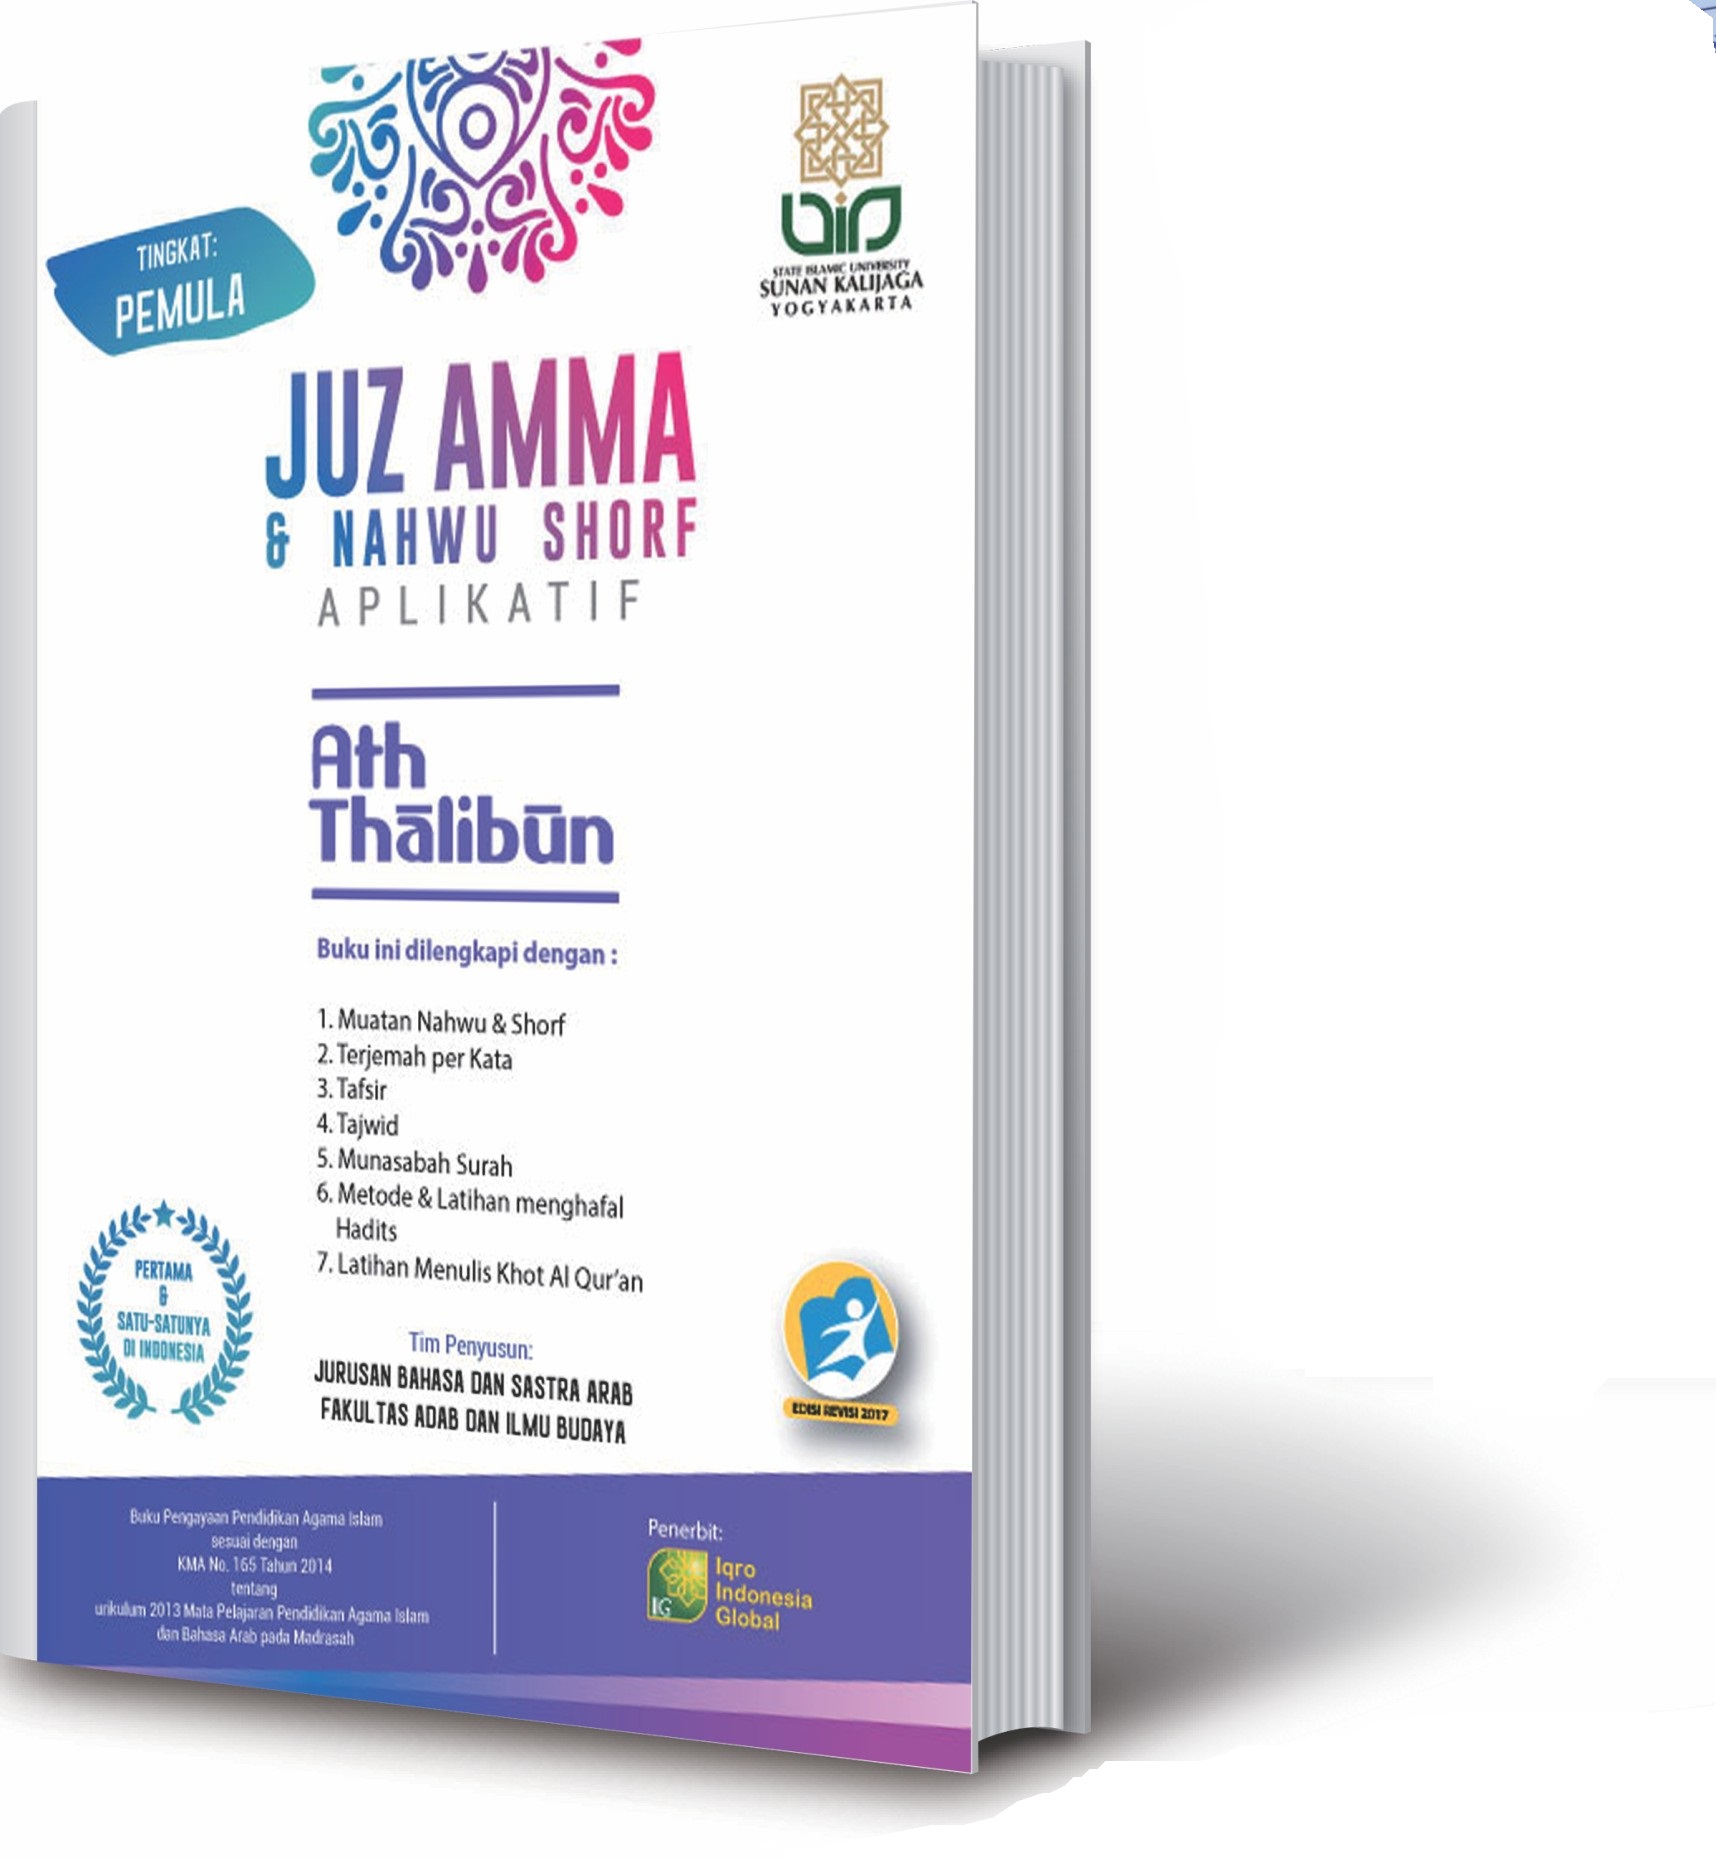 TINGKAT:
PEMULA
UIN
STATE ISLAMIC UNIVERSITY
SUNAN KALIJAGA
YOGYAKARTA
JUZ AMMA
& NAHWU SHORF
APLIKATIF
Ath
Thālibūn
Buku ini dilengkapi dengan :
1. Muatan Nahwu & Shorf
2. Terjemah per Kata
3. Tafsir
4. Tajwid
5. Munasabah Surah
6. Metode & Latihan menghafal
Hadits
7. Latihan Menulis Khot Al Qur'an
PERTAMA
&
SATU-SATUNYA
DI INDONESIA
Tim Penyusun:
JURUSAN BAHASA DAN SASTRA ARAB
FAKULTAS ADAB DAN ILMU BUDAYA
EDISI REVISI 2017
Buku Pengayaan Pendidikan Agama Islam
sesuai dengan
KMA No. 165 Tahun 2014
tentang
urikulum 2013 Mata Pelajaran Pendidikan Agama Islam
dan Bahasa Arab pada Madrasah
Penerbit:
IG
Iqro
Indonesia
Global